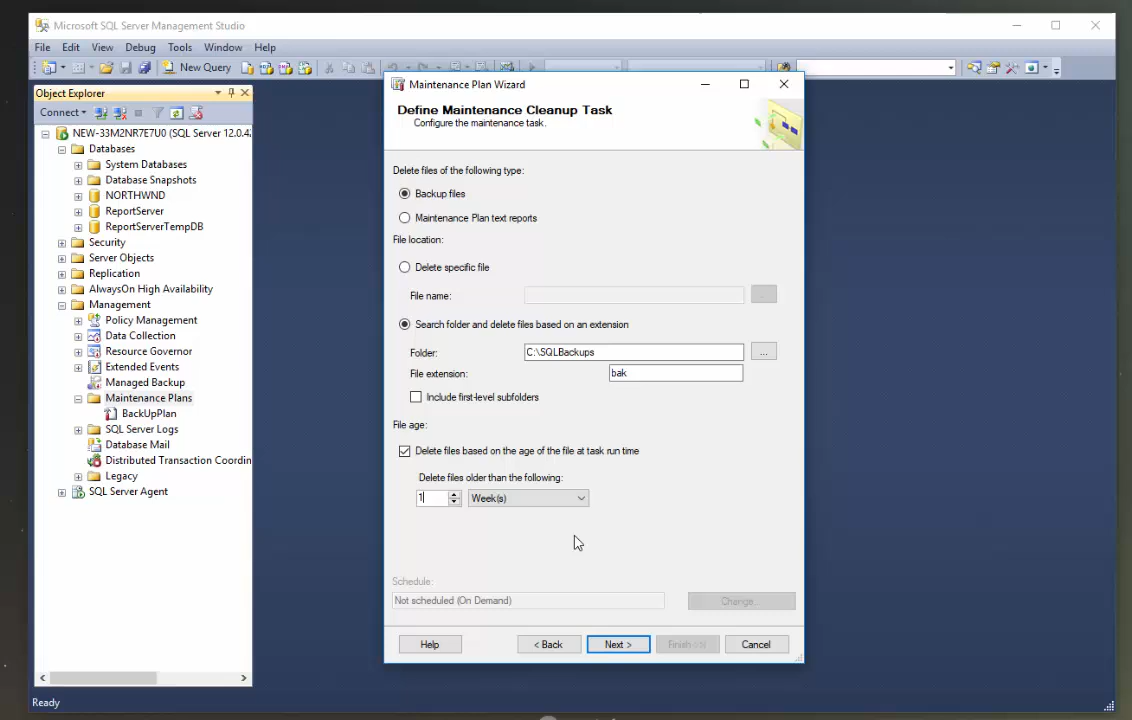 Microsoft SQL Server Management Studio
File Edit View Debug Tools Window Help
New Query
Object Explorer
Connect
NEW-33M2NR7E7U0 (SQL Server 12.0.42
Databases
System Databases
Database Snapshots
NORTHWND
ReportServer
ReportServerTempDB
Security
Server Objects
Replication
AlwaysOn High Availability
Management
Policy Management
Data Collection
Resource Governor
Extended Events
Managed Backup
Maintenance Plans
BackUpPlan
SQL Server Logs
Database Mail
Distributed Transaction Coordin
Legacy
SQL Server Agent
Maintenance Plan Wizard
Define Maintenance Cleanup Task
Configure the maintenance task.
Delete files of the following type:
Backup files
Maintenance Plan text reports
File location:
Delete specific file
File name:
...
Search folder and delete files based on an extension
Folder: C:\SQLBackups ...
File extension: bak
Include first-level subfolders
File age:
Delete files based on the age of the file at task run time
Delete files older than the following:
1 Week(s)
Schedule:
Not scheduled (On Demand) Change...
Help < Back Next > Finish >>| Cancel
Ready